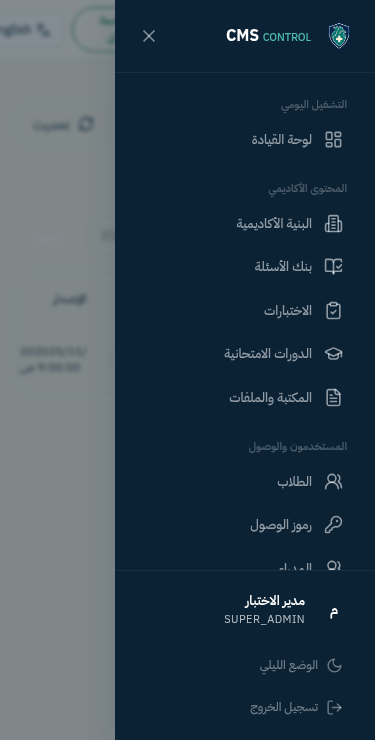 CMS CONTROL
التشغيل اليومي
لوحة القيادة
المحتوى الأكاديمي
البنية الأكاديمية
بنك الأسئلة
الاختبارات
الدورات الامتحانية
المكتبة والملفات
المستخدمون والوصول
الطلاب
رموز الوصول
المدراء
م
مدير الاختبار
SUPER_ADMIN
الوضع الليلي
تسجيل الخروج
تحديث
الإصدار